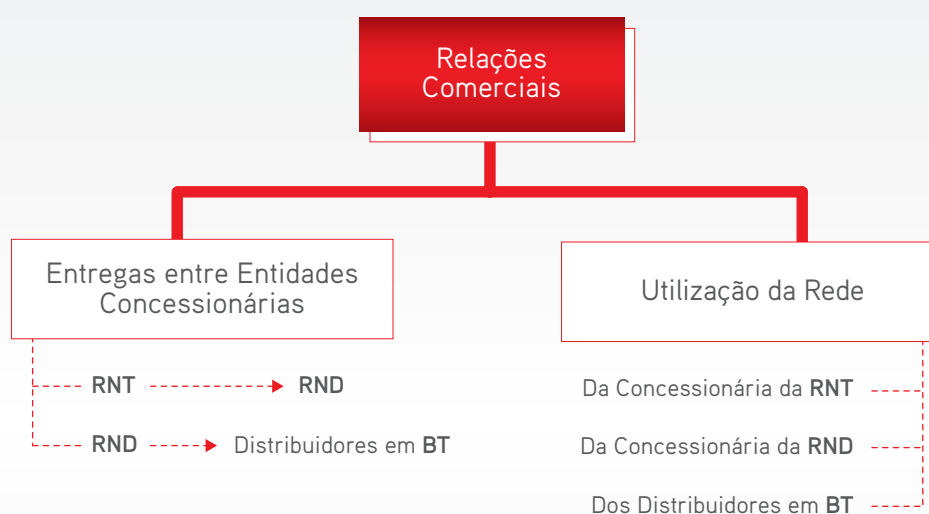 Relações
Comerciais
Entregas entre Entidades
Concessionárias
RNT RND
RND Distribuidores em BT
Utilização da Rede
Da Concessionária da RNT
Da Concessionária da RND
Dos Distribuidores em BT